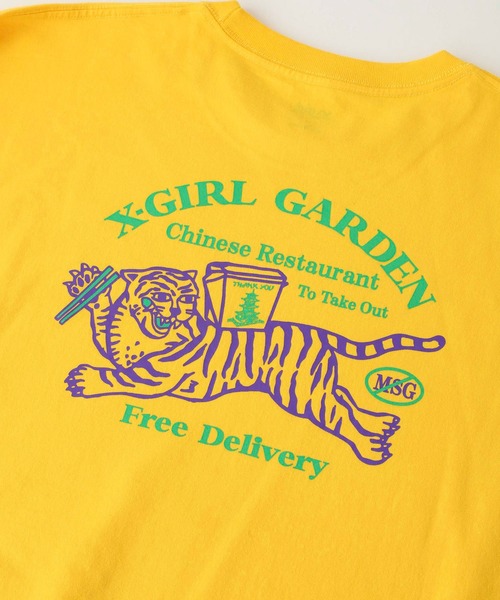 X-GIRL GARDEN
Chinese Restaurant
To Take Out
THANK YOU
MSG
Free Delivery